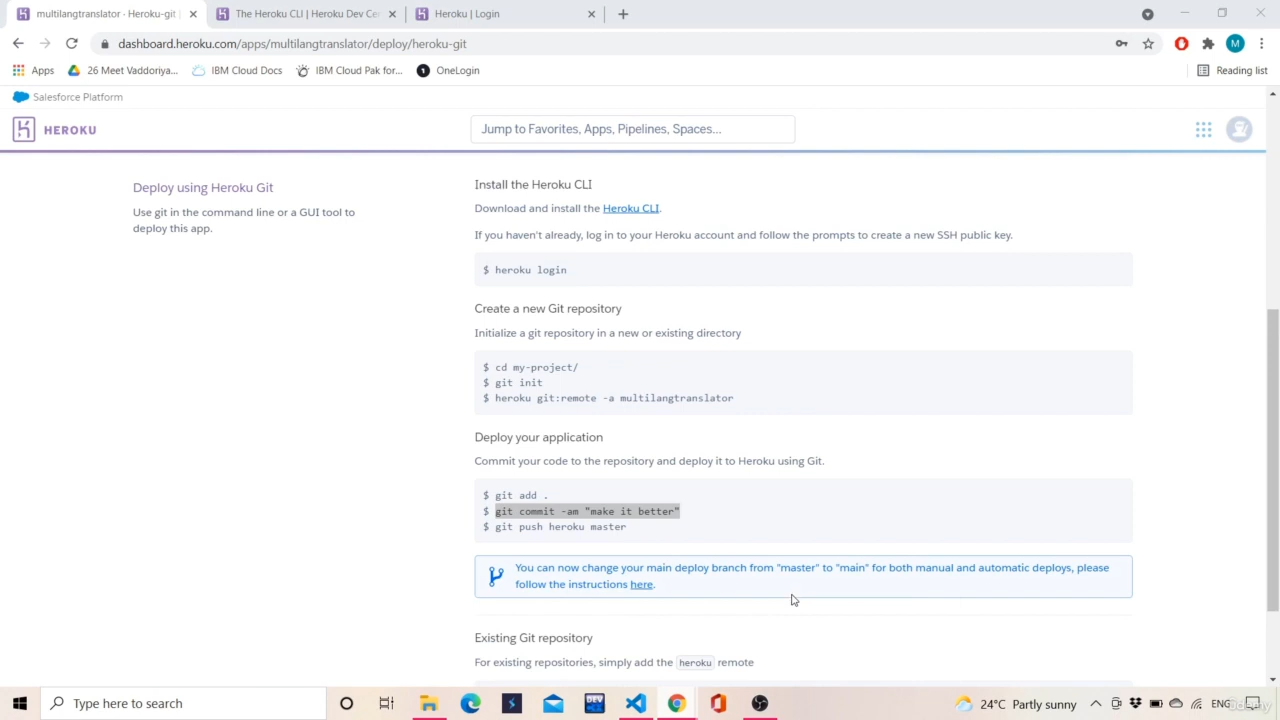 multilangtranslator · Heroku-git
The Heroku CLI | Heroku Dev Cen
Heroku | Login
dashboard.heroku.com/apps/multilangtranslator/deploy/heroku-git
M
Apps
26 Meet Vaddoriya...
IBM Cloud Docs
IBM Cloud Pak for...
1
OneLogin
Reading list
Salesforce Platform
HEROKU
Jump to Favorites, Apps, Pipelines, Spaces...
Deploy using Heroku Git
Use git in the command line or a GUI tool to
deploy this app.
Install the Heroku CLI
Download and install the Heroku CLI.
If you haven't already, log in to your Heroku account and follow the prompts to create a new SSH public key.
$ heroku login
Create a new Git repository
Initialize a git repository in a new or existing directory
$ cd my-project/
$ git init
$ heroku git:remote -a multilangtranslator
Deploy your application
Commit your code to the repository and deploy it to Heroku using Git.
$ git add .
$ git commit -am "make it better"
$ git push heroku master
You can now change your main deploy branch from "master" to "main" for both manual and automatic deploys, please
follow the instructions here.
Existing Git repository
For existing repositories, simply add the heroku remote
Type here to search
DEV
24°C Partly sunny
ENG
udemy